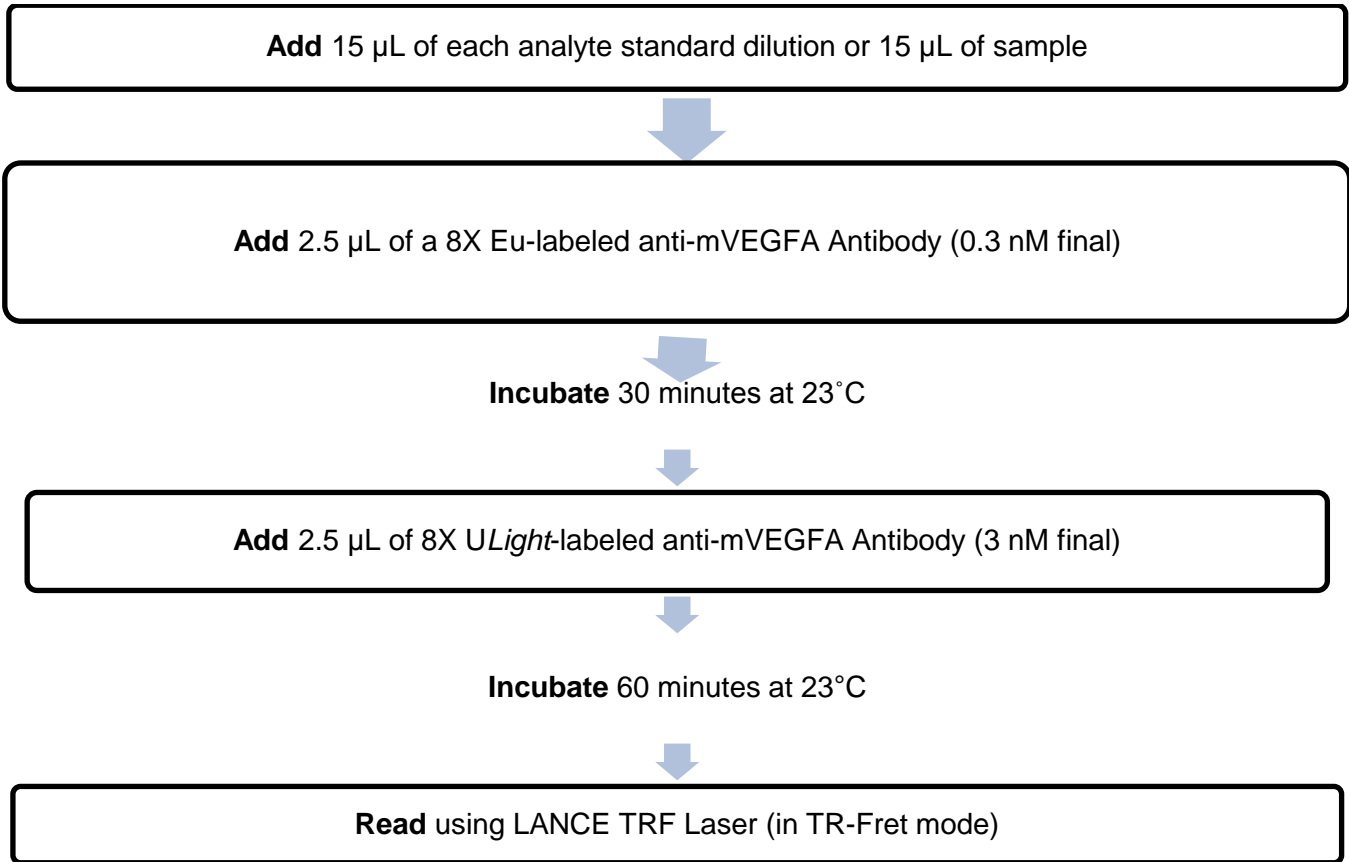 Add 15 µL of each analyte standard dilution or 15 µL of sample
Add 2.5 µL of a 8X Eu-labeled anti-mVEGFA Antibody (0.3 nM final)
Incubate 30 minutes at 23˚C
Add 2.5 µL of 8X ULight-labeled anti-mVEGFA Antibody (3 nM final)
Incubate 60 minutes at 23°C
Read using LANCE TRF Laser (in TR-Fret mode)